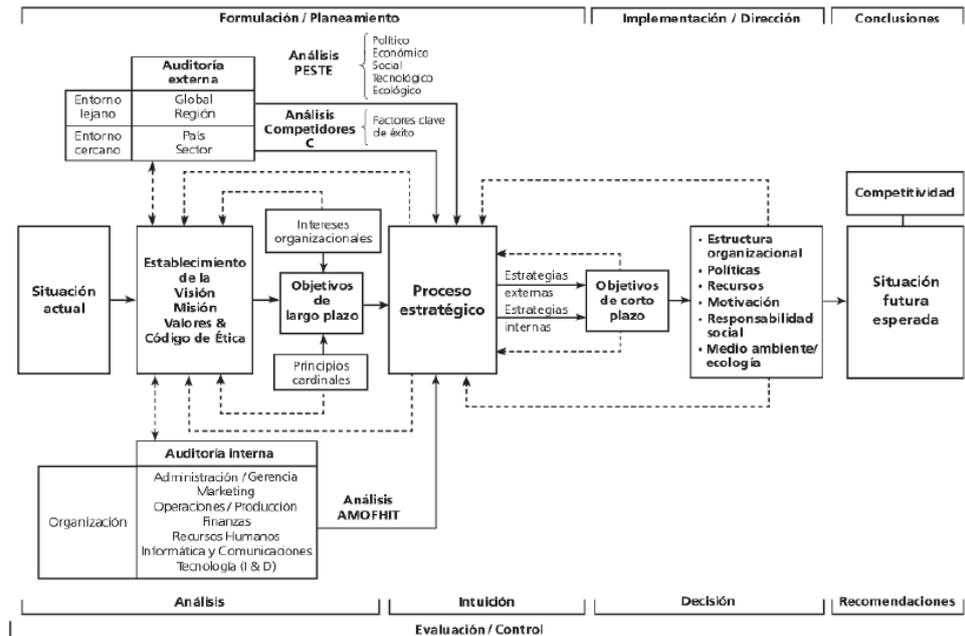 Formulación / Planeamiento
Implementación / Dirección
Conclusiones
Auditoría
externa
Entorno
lejano
Global
Región
Entorno
cercano
País
Sector
Análisis
PESTE
Político
Económico
Social
Tecnológico
Ecológico
Análisis
Competidores
C
Factores clave
de éxito
Situación
actual
Establecimiento
de la
Visión
Misión
Valores &
Código de Ética
Intereses
organizacionales
Objetivos
de
largo plazo
Principios
cardinales
Proceso
estratégico
Estrategias
externas
Estrategias
internas
Objetivos
de corto
plazo
• Estructura
organizacional
• Políticas
• Recursos
• Motivación
• Responsabilidad
social
• Medio ambiente/
ecología
Competitividad
Situación
futura
esperada
Organización
Auditoría interna
Administración / Gerencia
Marketing
Operaciones / Producción
Finanzas
Recursos Humanos
Informática y Comunicaciones
Tecnología (I & D)
Análisis
AMOFHIT
Análisis
Intuición
Decisión
Recomendaciones
Evaluación / Control